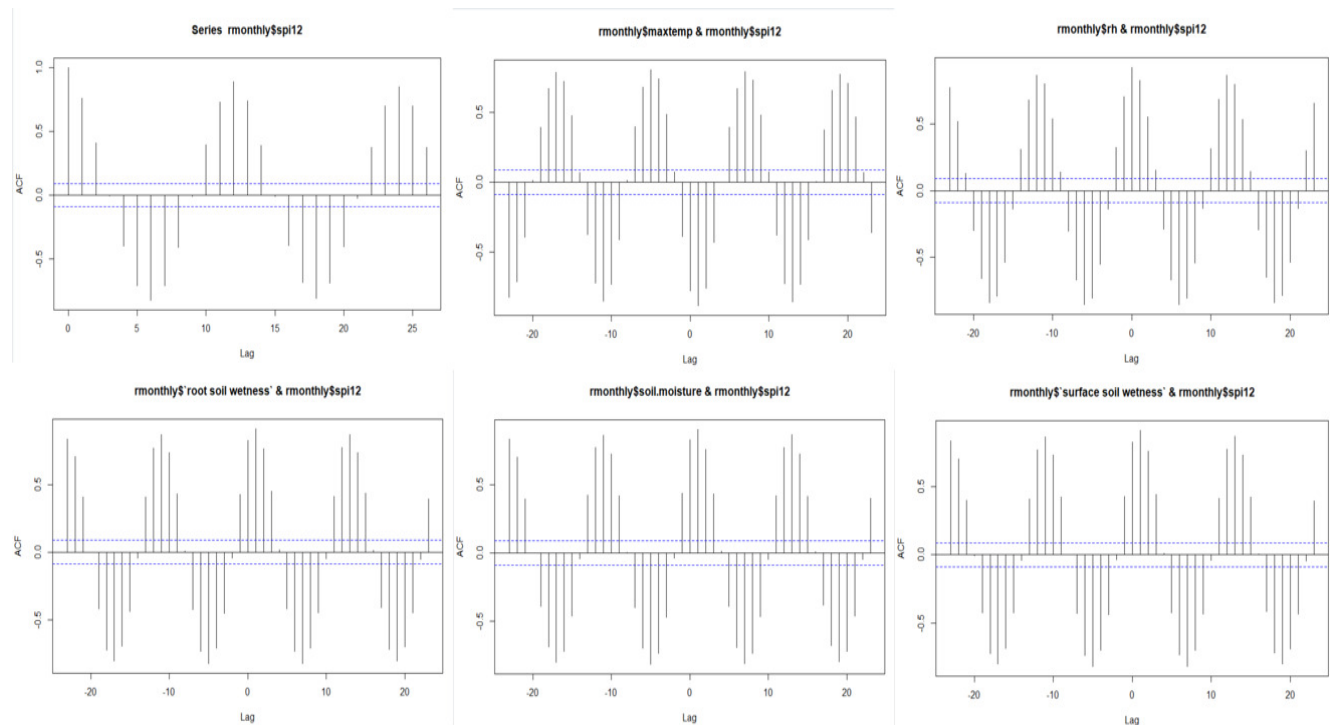 Series rmonthly$spi12
ACF
1.0
0.5
0.0
-0.5
0
5
10
15
20
25
Lag
rmonthly$maxtemp & rmonthly$spi12
ACF
0.5
0.0
-0.5
-20
-10
0
10
20
Lag
rmonthly$rh & rmonthly$spi12
ACF
0.5
0.0
-0.5
-20
-10
0
10
20
Lag
rmonthly$`root soil wetness` & rmonthly$spi12
ACF
0.5
0.0
-0.5
-20
-10
0
10
20
Lag
rmonthly$soil.moisture & rmonthly$spi12
ACF
0.5
0.0
-0.5
-20
-10
0
10
20
Lag
rmonthly$`surface soil wetness` & rmonthly$spi12
ACF
0.5
0.0
-0.5
-20
-10
0
10
20
Lag